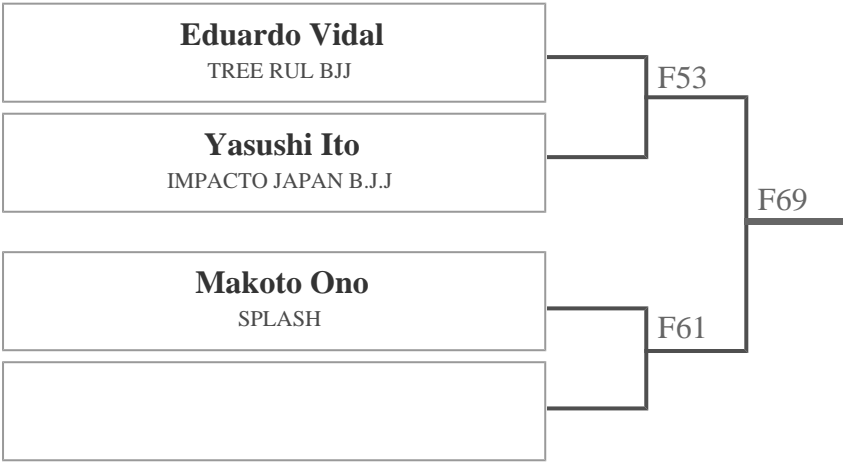 Eduardo Vidal
TREE RUL BJJ
F53
Yasushi Ito
IMPACTO JAPAN B.J.J
F69
Makoto Ono
SPLASH
F61